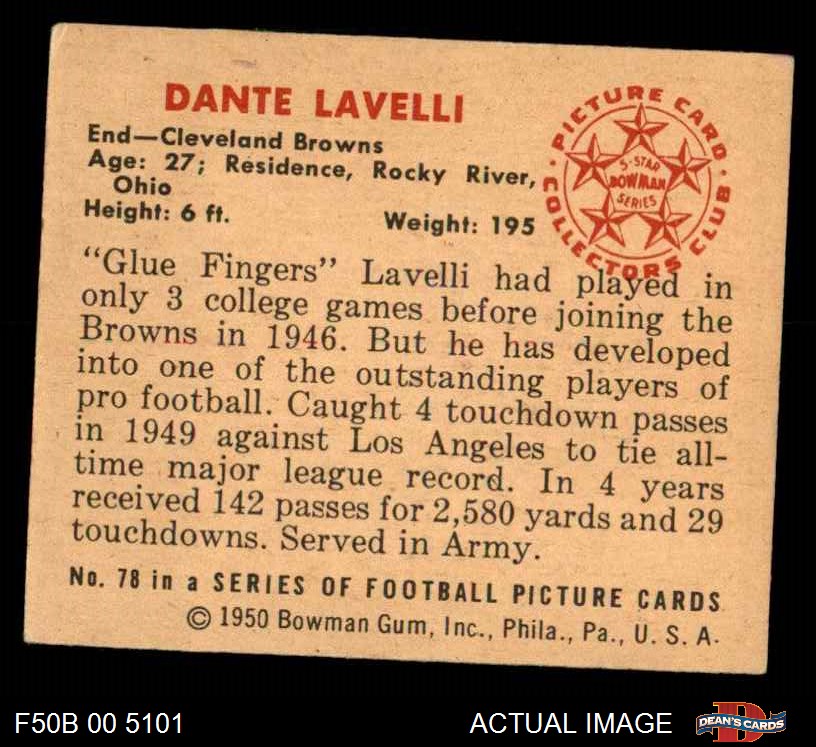 DANTE LAVELLI
End—Cleveland Browns
Age: 27; Residence, Rocky River,
Ohio
Height: 6 ft. Weight: 195
· PICTURE CARD ·
COLLECTORS CLUB
5-STAR
BOWMAN
SERIES
"Glue Fingers" Lavelli had played in
only 3 college games before joining the
Browns in 1946. But he has developed
into one of the outstanding players of
pro football. Caught 4 touchdown passes
in 1949 against Los Angeles to tie all-
time major league record. In 4 years
received 142 passes for 2,580 yards and 29
touchdowns. Served in Army.
No. 78 in a SERIES OF FOOTBALL PICTURE CARDS
© 1950 Bowman Gum, Inc., Phila., Pa., U. S. A.
F50B 00 5101 ACTUAL IMAGE
D
DEAN'S CARDS